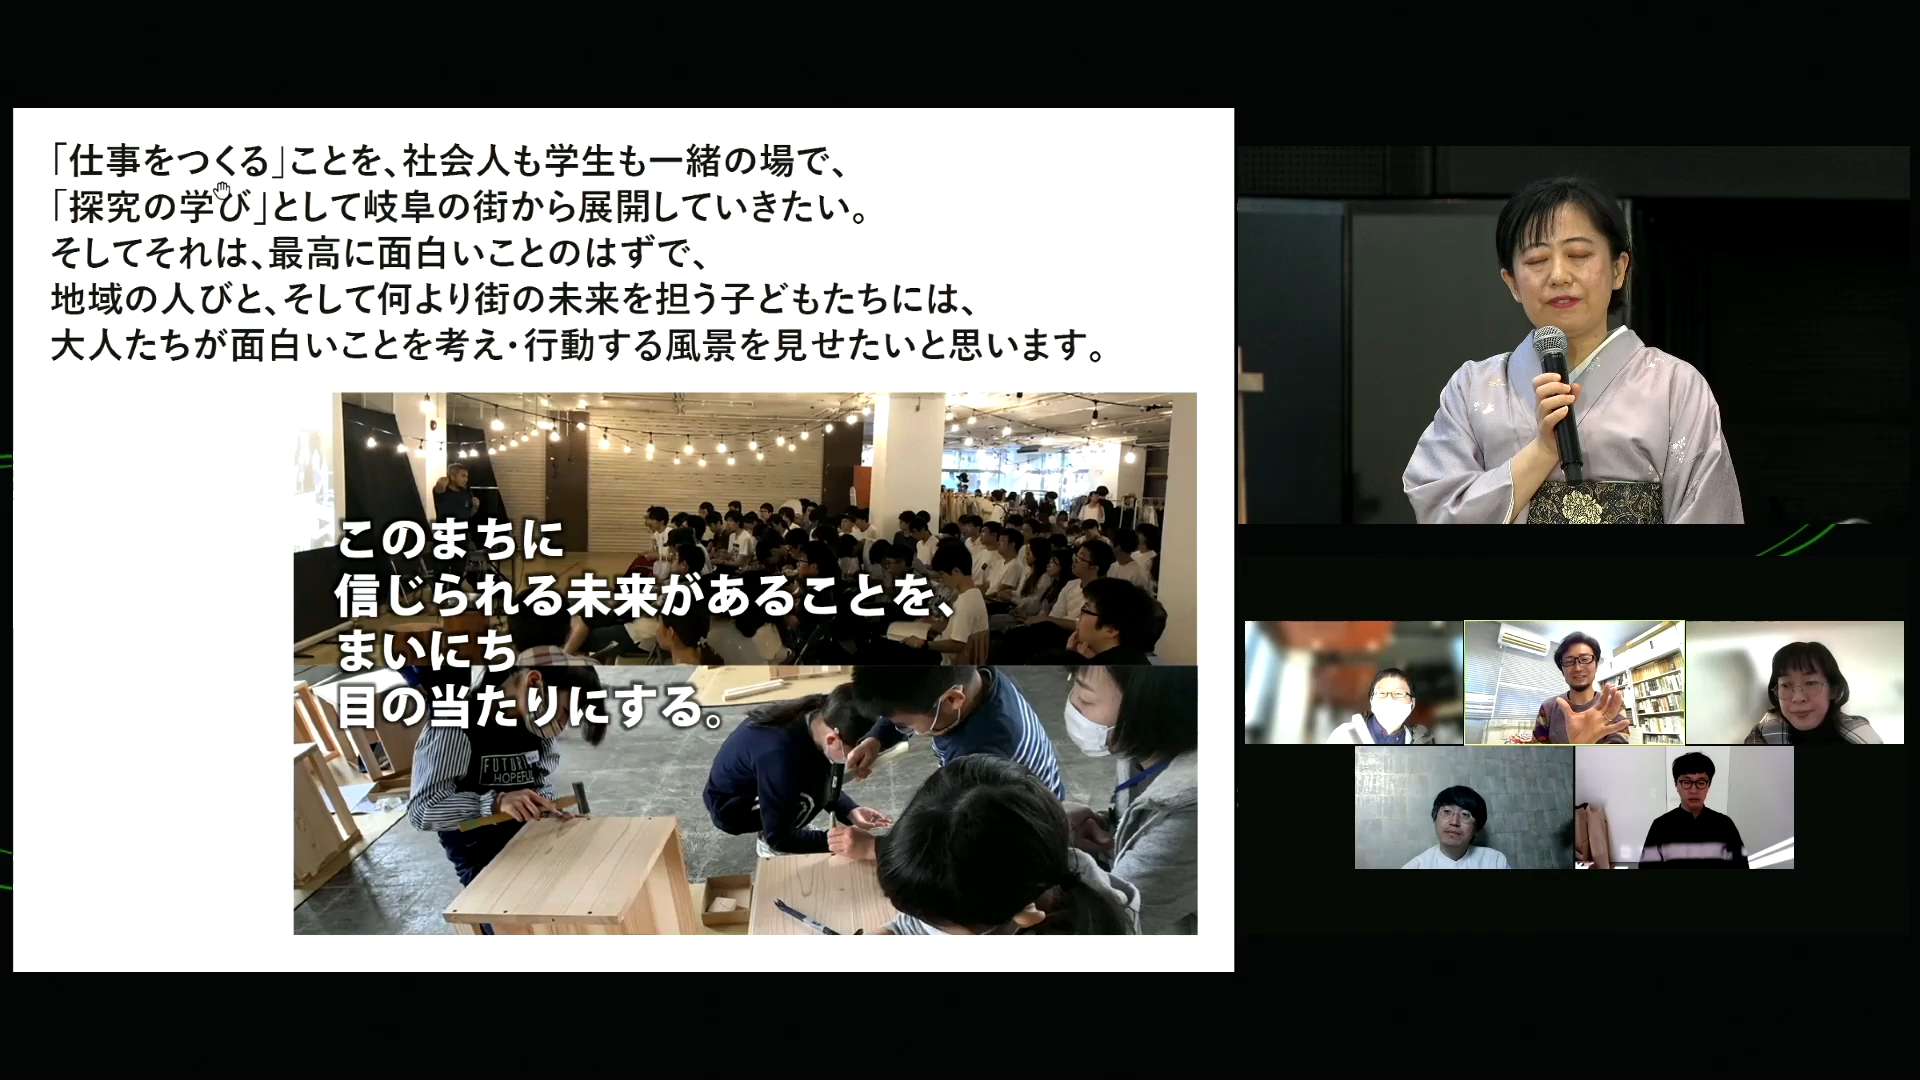 「仕事をつくる」ことを、社会人も学生も一緒の場で、
「探究の学び」として岐阜の街から展開していきたい。
そしてそれは、最高に面白いことのはずで、
地域の人びと、そして何より街の未来を担う子どもたちには、
大人たちが面白いことを考え・行動する風景を見せたいと思います。
このまちに
信じられる未来があることを、
まいにち
目の当たりにする。
FUTURE
HOPEFUL